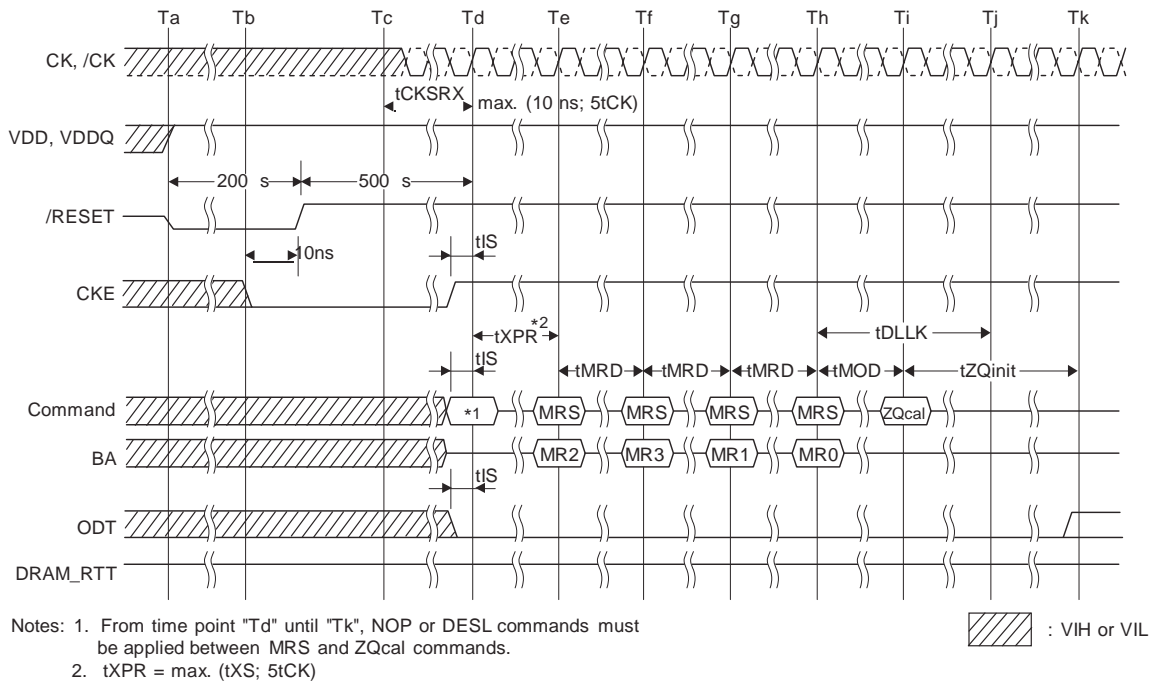 Ta Tb Tc Td Te Tf Tg Th Ti Tj Tk
CK, /CK
tCKSRX max. (10 ns; 5tCK)
VDD, VDDQ
200 s 500 s
/RESET
10ns tIS
CKE
tXPR*2 tDLLK
tIS
tMRD tMRD tMRD tMOD tZQinit
Command *1 MRS MRS MRS MRS ZQcal
BA MR2 MR3 MR1 MR0
tIS
ODT
DRAM_RTT
Notes: 1. From time point "Td" until "Tk", NOP or DESL commands must
be applied between MRS and ZQcal commands.
2. tXPR = max. (tXS; 5tCK)
: VIH or VIL